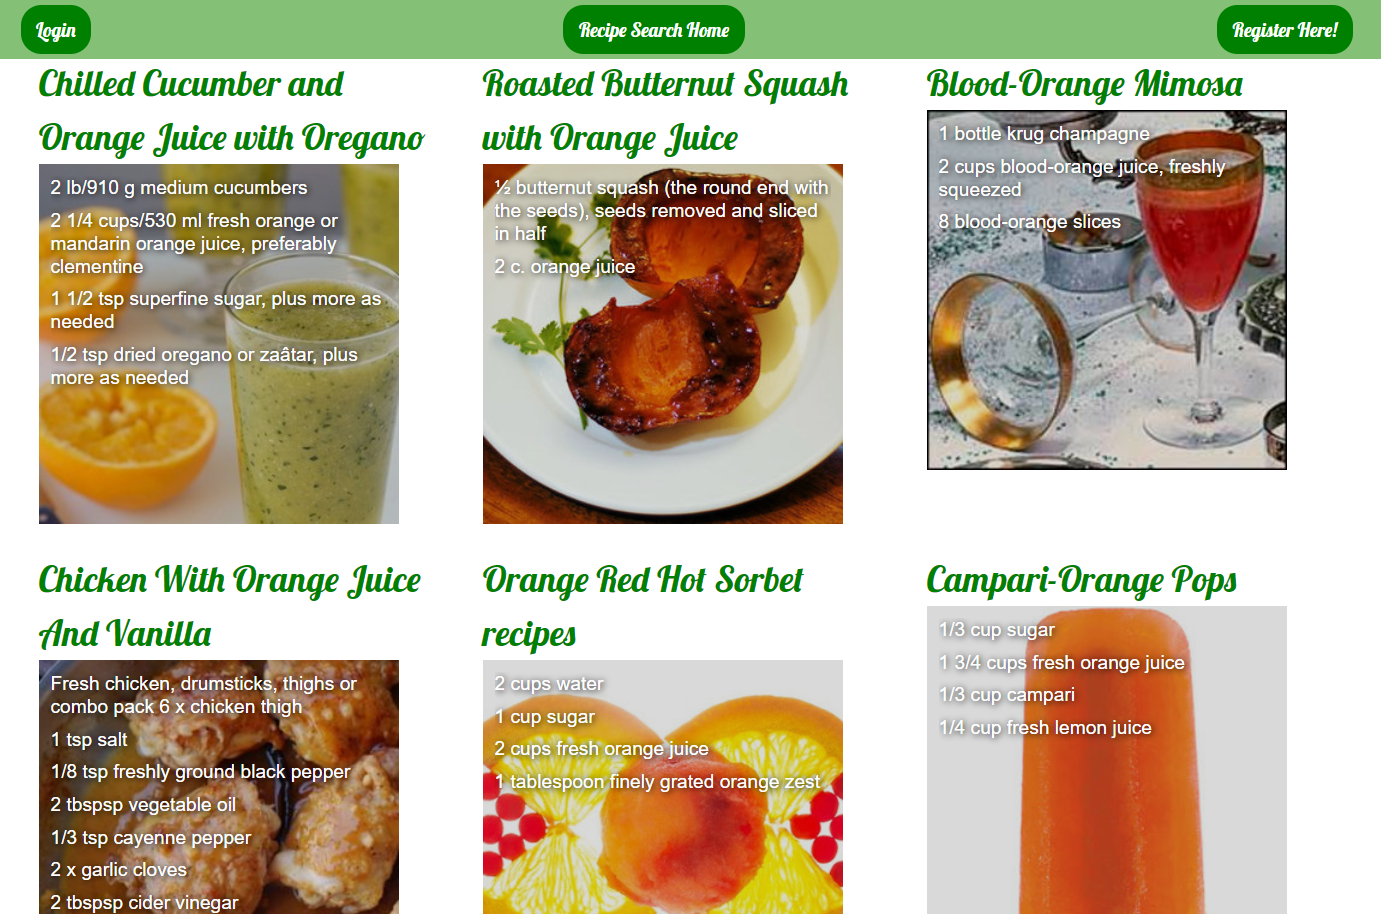 Login
Recipe Search Home
Register Here!
Chilled Cucumber and
Orange Juice with Oregano
2 lb/910 g medium cucumbers
2 1/4 cups/530 ml fresh orange or
mandarin orange juice, preferably
clementine
1 1/2 tsp superfine sugar, plus more as
needed
1/2 tsp dried oregano or zaâtar, plus
more as needed
Roasted Butternut Squash
with Orange Juice
½ butternut squash (the round end with
the seeds), seeds removed and sliced
in half
2 c. orange juice
Blood-Orange Mimosa
1 bottle krug champagne
2 cups blood-orange juice, freshly
squeezed
8 blood-orange slices
Chicken With Orange Juice
And Vanilla
Fresh chicken, drumsticks, thighs or
combo pack 6 x chicken thigh
1 tsp salt
1/8 tsp freshly ground black pepper
2 tbspsp vegetable oil
1/3 tsp cayenne pepper
2 x garlic cloves
2 tbspsp cider vinegar
Orange Red Hot Sorbet
recipes
2 cups water
1 cup sugar
2 cups fresh orange juice
1 tablespoon finely grated orange zest
Campari-Orange Pops
1/3 cup sugar
1 3/4 cups fresh orange juice
1/3 cup campari
1/4 cup fresh lemon juice